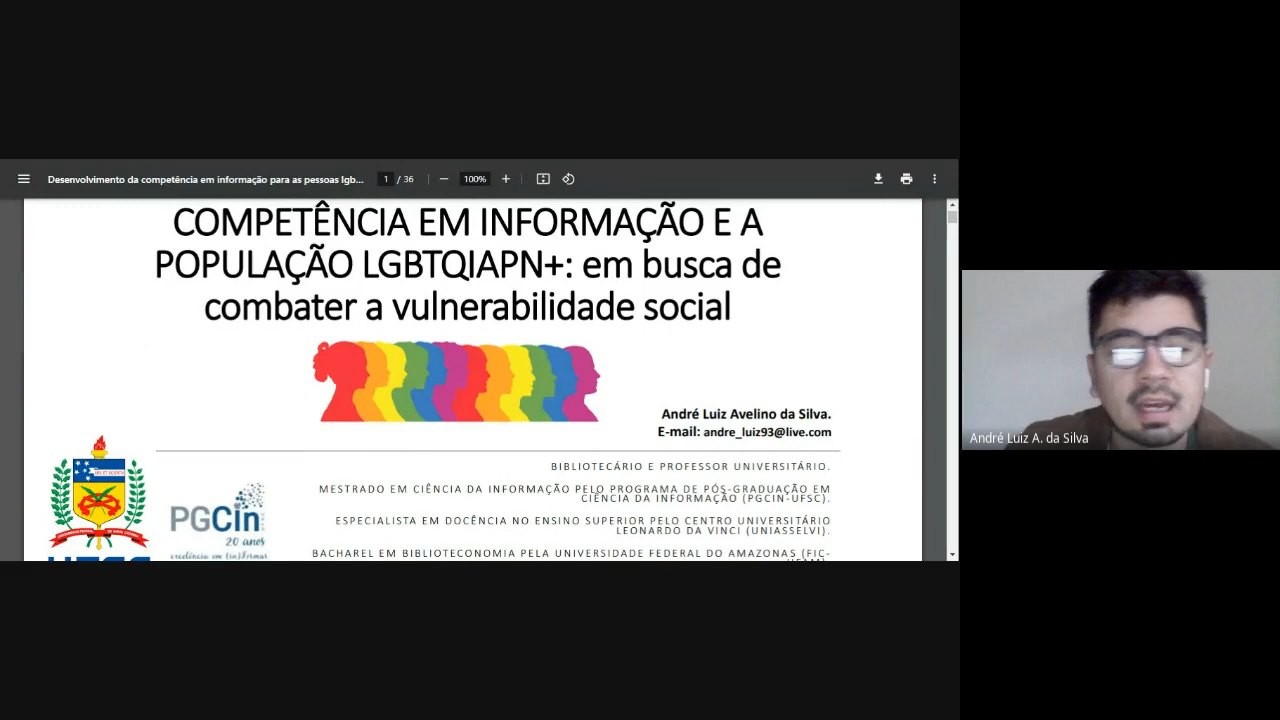 Desenvolvimento da competência em informação para as pessoas lgb...
1 / 36
100%
COMPETÊNCIA EM INFORMAÇÃO E A
POPULAÇÃO LGBTQIAPN+: em busca de
combater a vulnerabilidade social
André Luiz Avelino da Silva.
E-mail: andre_luiz93@live.com
BIBLIOTECÁRIO E PROFESSOR UNIVERSITÁRIO.
MESTRADO EM CIÊNCIA DA INFORMAÇÃO PELO PROGRAMA DE PÓS-GRADUAÇÃO EM
CIÊNCIA DA INFORMAÇÃO (PGCIN-UFSC).
ESPECIALISTA EM DOCÊNCIA NO ENSINO SUPERIOR PELO CENTRO UNIVERSITÁRIO
LEONARDO DA VINCI (UNIASSELVI).
BACHAREL EM BIBLIOTECONOMIA PELA UNIVERSIDADE FEDERAL DO AMAZONAS (FIC-
PGCin
20 anos
André Luiz A. da Silva